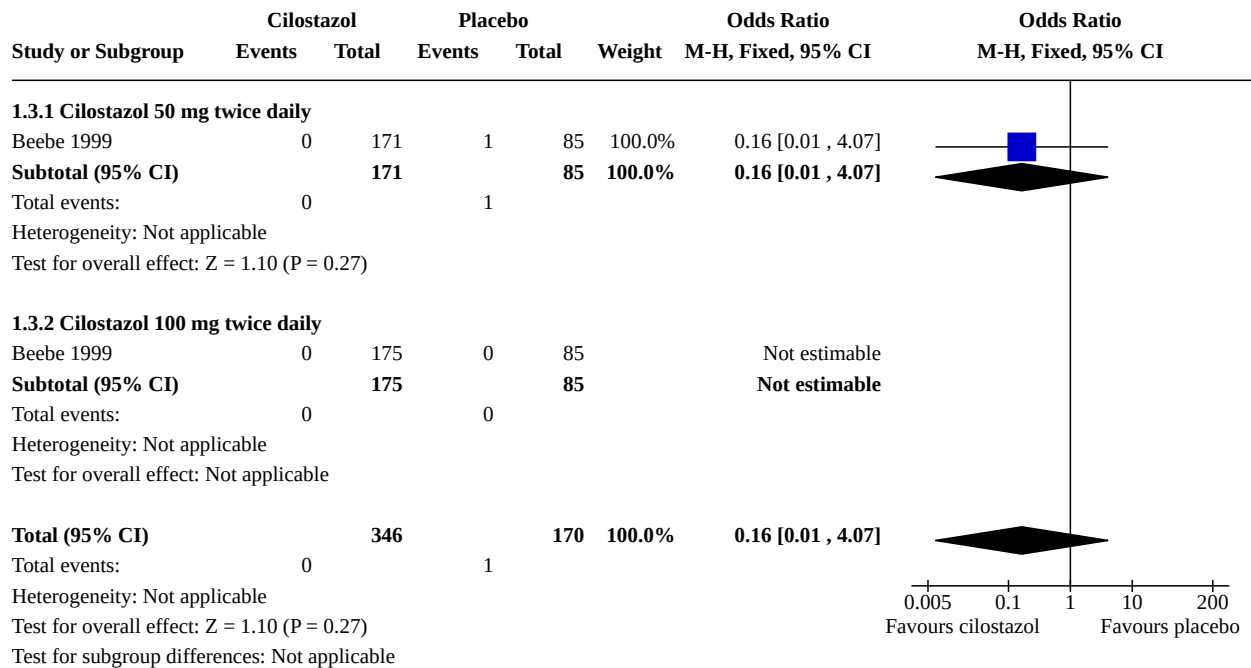 Cilostazol Placebo Odds Ratio Odds Ratio
Study or Subgroup Events Total Events Total Weight M-H, Fixed, 95% CI M-H, Fixed, 95% CI
1.3.1 Cilostazol 50 mg twice daily
Beebe 1999 0 171 1 85 100.0% 0.16 [0.01 , 4.07]
Subtotal (95% CI) 171 85 100.0% 0.16 [0.01 , 4.07]
Total events: 0 1
Heterogeneity: Not applicable
Test for overall effect: Z = 1.10 (P = 0.27)
1.3.2 Cilostazol 100 mg twice daily
Beebe 1999 0 175 0 85 Not estimable
Subtotal (95% CI) 175 85 Not estimable
Total events: 0 0
Heterogeneity: Not applicable
Test for overall effect: Not applicable
Total (95% CI) 346 170 100.0% 0.16 [0.01 , 4.07]
Total events: 0 1
Heterogeneity: Not applicable
0.005 0.1 1 10 200
Test for overall effect: Z = 1.10 (P = 0.27)
Favours cilostazol Favours placebo
Test for subgroup differences: Not applicable